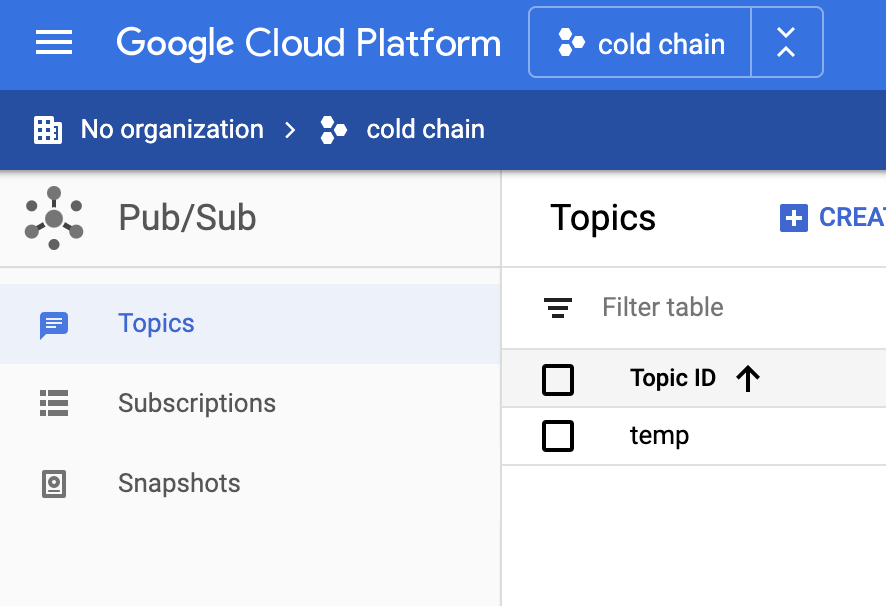 Google Cloud Platform cold chain
No organization cold chain
Pub/Sub
Topics
Subscriptions
Snapshots
Topics CREAT
Filter table
Topic ID
temp